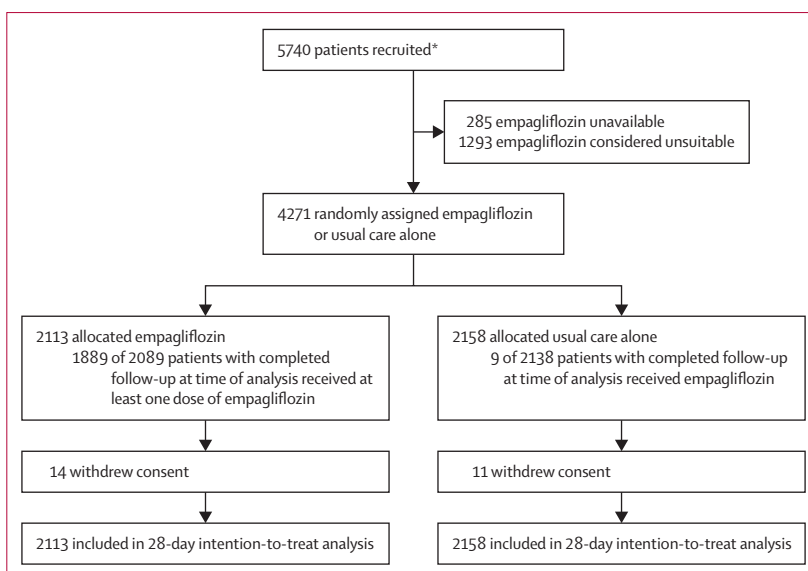 5740 patients recruited*
285 empagliflozin unavailable
1293 empagliflozin considered unsuitable
4271 randomly assigned empagliflozin
or usual care alone
2113 allocated empagliflozin
1889 of 2089 patients with completed
follow-up at time of analysis received at
least one dose of empagliflozin
2158 allocated usual care alone
9 of 2138 patients with completed follow-up
at time of analysis received empagliflozin
14 withdrew consent
11 withdrew consent
2113 included in 28-day intention-to-treat analysis
2158 included in 28-day intention-to-treat analysis